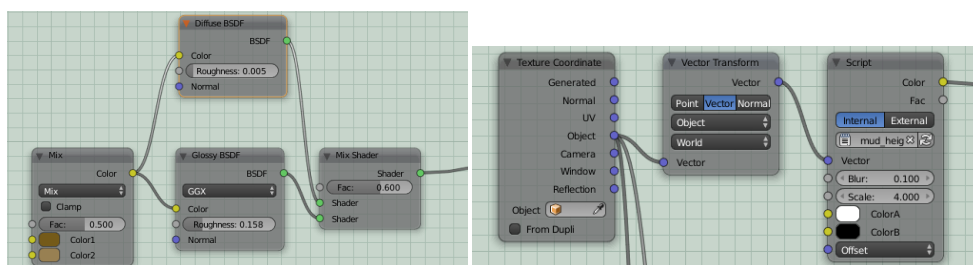 Diffuse BSDF
BSDF
Color
Roughness: 0.005
Normal
Mix
Color
Mix
Clamp
Fac: 0.500
Color1
Color2
Glossy BSDF
BSDF
GGX
Color
Roughness: 0.158
Normal
Mix Shader
Shader
Fac: 0.600
Shader
Shader
Texture Coordinate
Generated
Normal
UV
Object
Camera
Window
Reflection
Object
From Dupli
Vector Transform
Vector
Point Vector Normal
Object
World
Vector
Script
Color
Fac
Internal External
mud_heig
Vector
Blur: 0.100
Scale: 4.000
ColorA
ColorB
Offset